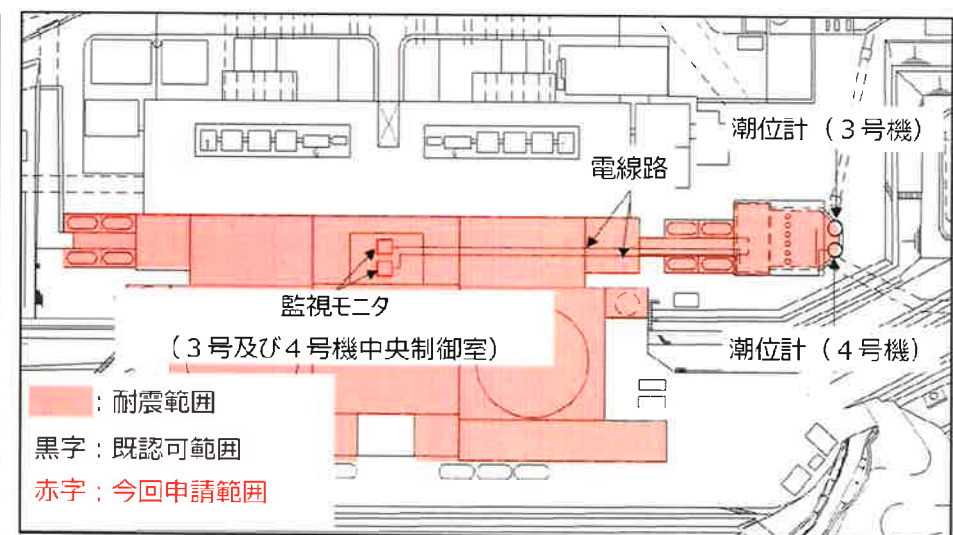 潮位計（３号機）
電線路
監視モニタ
（３号及び４号機中央制御室）
潮位計（４号機）
：耐震範囲
黒字：既認可範囲
赤字：今回申請範囲